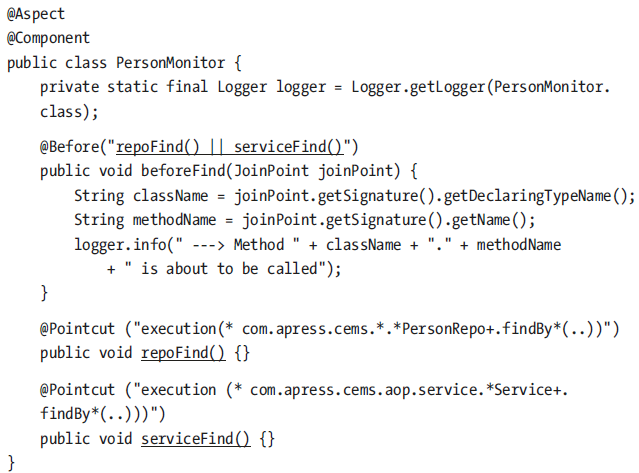 @Aspect
@Component
public class PersonMonitor {
    private static final Logger logger = Logger.getLogger(PersonMonitor.
    class);
    @Before("repoFind() || serviceFind()")
    public void beforeFind(JoinPoint joinPoint) {
        String className = joinPoint.getSignature().getDeclaringTypeName();
        String methodName = joinPoint.getSignature().getName();
        logger.info(" ---> Method " + className + "." + methodName
            + " is about to be called");
    }
    @Pointcut ("execution(* com.apress.cems.*.*PersonRepo+.findBy*(..))")
    public void repoFind() {}
    @Pointcut ("execution (* com.apress.cems.aop.service.*Service+.
    findBy*(..)))")
    public void serviceFind() {}
}